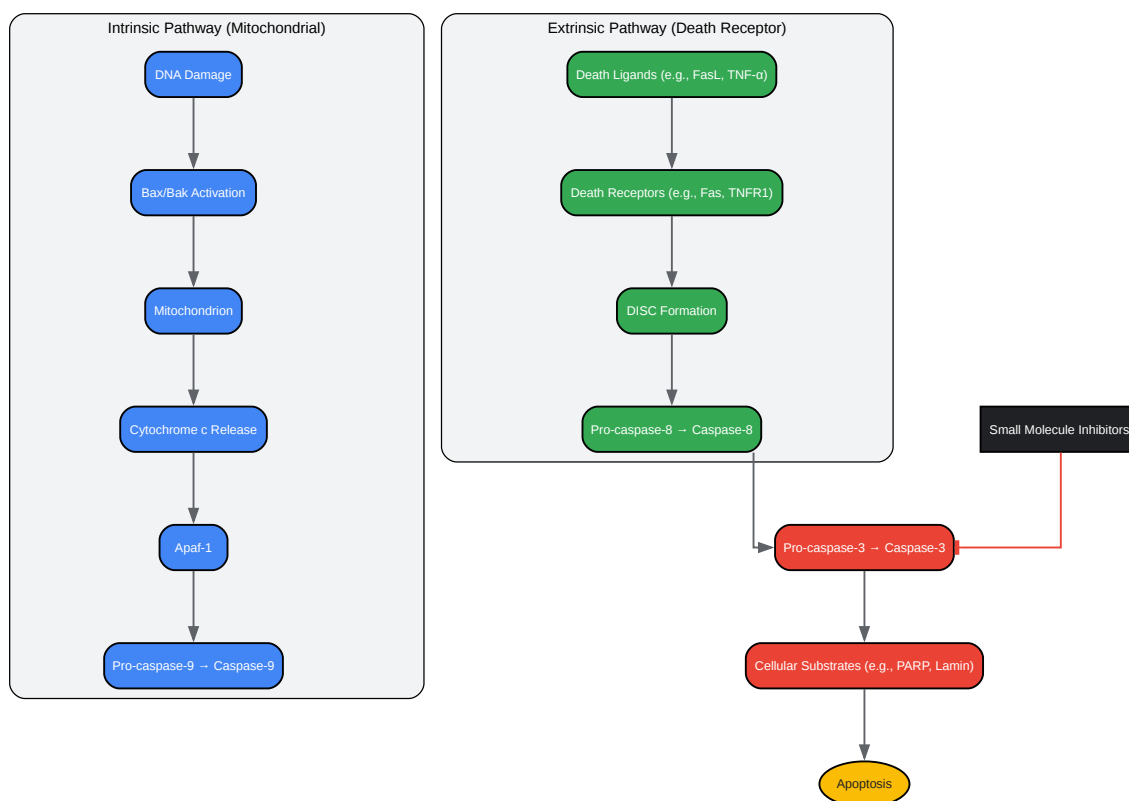 Intrinsic Pathway (Mitochondrial)
DNA Damage
Bax/Bak Activation
Mitochondrion
Cytochrome c Release
Apaf-1
Pro-caspase-9 → Caspase-9
Extrinsic Pathway (Death Receptor)
Death Ligands (e.g., FasL, TNF-α)
Death Receptors (e.g., Fas, TNFR1)
DISC Formation
Pro-caspase-8 → Caspase-8
Small Molecule Inhibitors
Pro-caspase-3 → Caspase-3
Cellular Substrates (e.g., PARP, Lamin)
Apoptosis